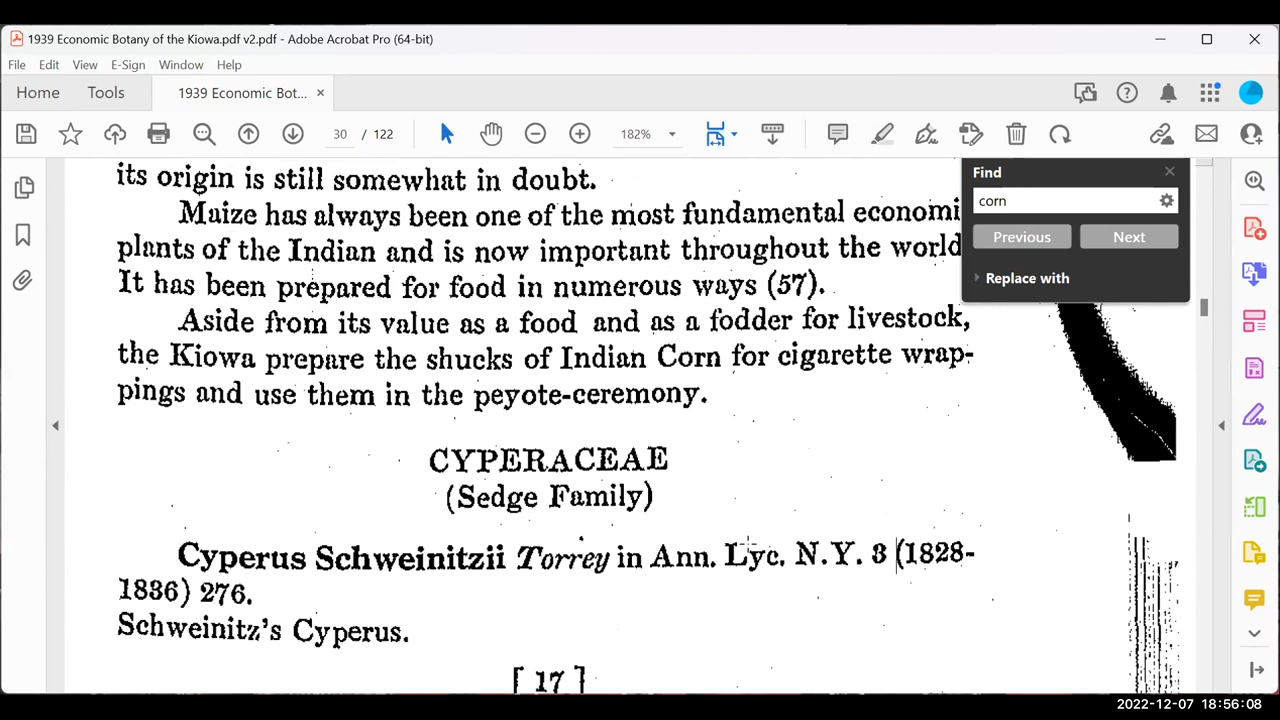 1939 Economic Botany of the Kiowa.pdf v2.pdf - Adobe Acrobat Pro (64-bit)
File Edit View E-Sign Window Help
Home Tools 1939 Economic Bot... ×
30 / 122 182%
Find
corn
Previous Next
Replace with
its origin is still somewhat in doubt.
Maize has always been one of the most fundamental economi
plants of the Indian and is now important throughout the world
It has been prepared for food in numerous ways (57).
Aside from its value as a food and as a fodder for livestock,
the Kiowa prepare the shucks of Indian Corn for cigarette wrap-
pings and use them in the peyote-ceremony.
CYPERACEAE
(Sedge Family)
Cyperus Schweinitzii Torrey in Ann. Lyc. N.Y. 3 (1828-
1836) 276.
Schweinitz's Cyperus.
[ 17 ]
2022-12-07 18:56:08